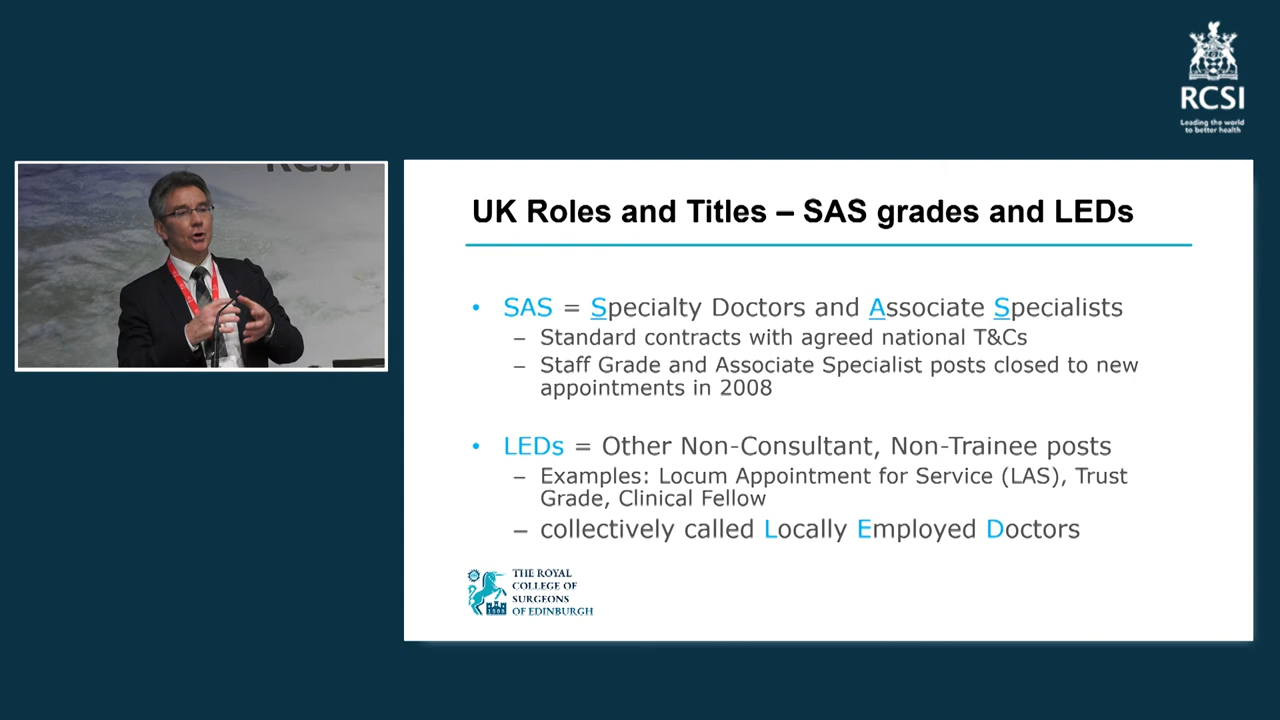 RCSI
Leading the world
to better health
RCSI
UK Roles and Titles – SAS grades and LEDs
• SAS = Specialty Doctors and Associate Specialists
– Standard contracts with agreed national T&Cs
– Staff Grade and Associate Specialist posts closed to new
appointments in 2008
• LEDs = Other Non-Consultant, Non-Trainee posts
– Examples: Locum Appointment for Service (LAS), Trust
Grade, Clinical Fellow
– collectively called Locally Employed Doctors
THE ROYAL
COLLEGE OF
SURGEONS
OF EDINBURGH